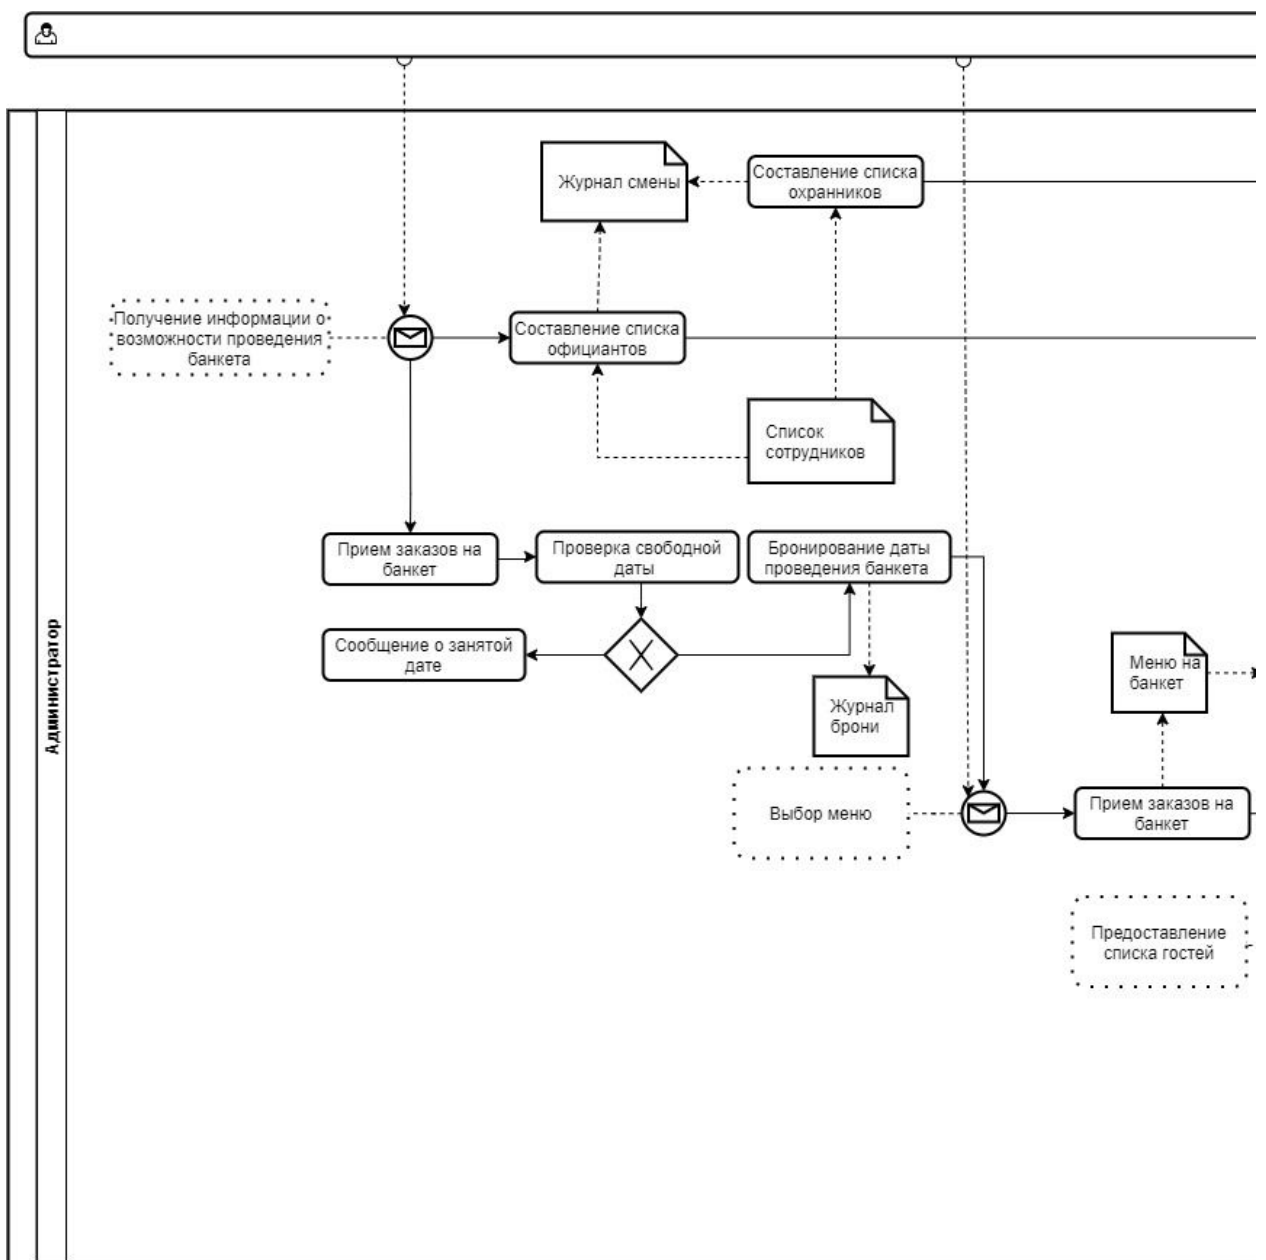 Журнал смены
Составление списка
охранников
Получение информации о
возможности проведения
банкета
Составление списка
официантов
Список
сотрудников
Прием заказов на
банкет
Проверка свободной
даты
Бронирование даты
проведения банкета
Сообщение о занятой
дате
Журнал
брони
Меню на
банкет
Администратор
Выбор меню
Прием заказов на
банкет
Предоставление
списка гостей